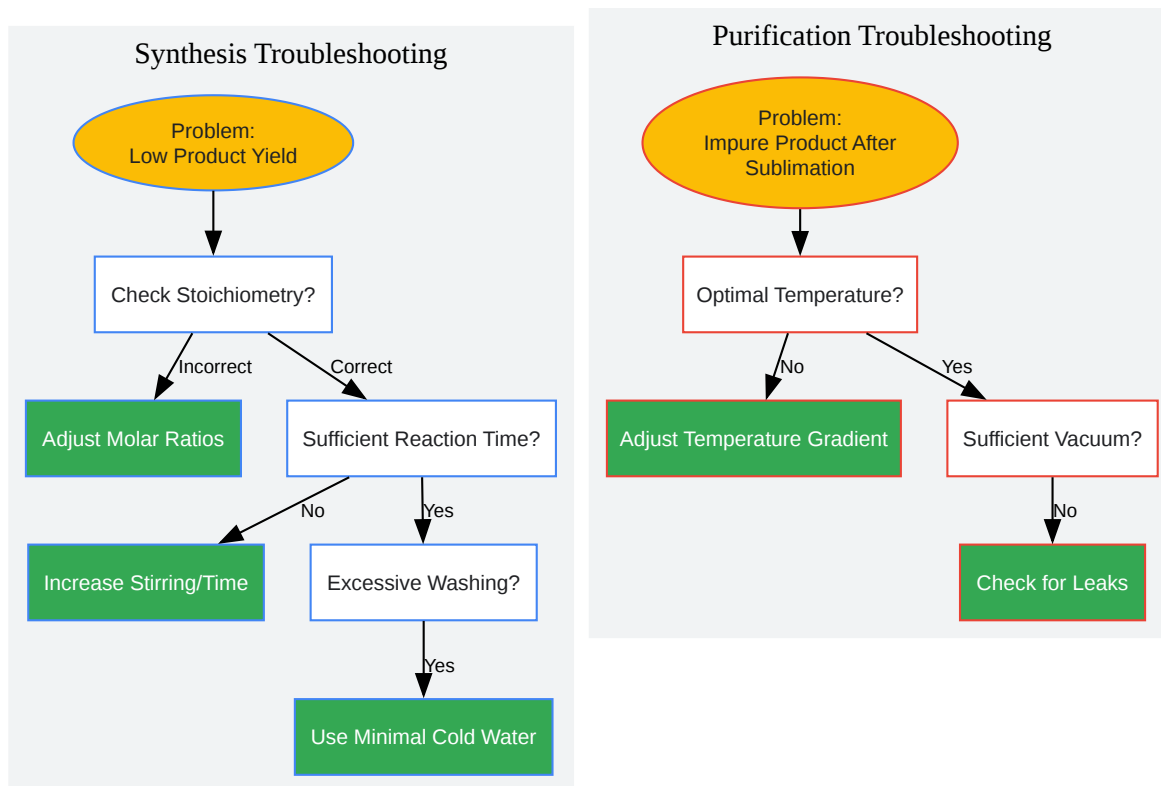 Synthesis Troubleshooting
Problem:
Low Product Yield
Check Stoichiometry?
Incorrect
Correct
Adjust Molar Ratios
Sufficient Reaction Time?
No
Yes
Increase Stirring/Time
Excessive Washing?
Yes
Use Minimal Cold Water
Purification Troubleshooting
Problem:
Impure Product After
Sublimation
Optimal Temperature?
No
Yes
Adjust Temperature Gradient
Sufficient Vacuum?
No
Check for Leaks